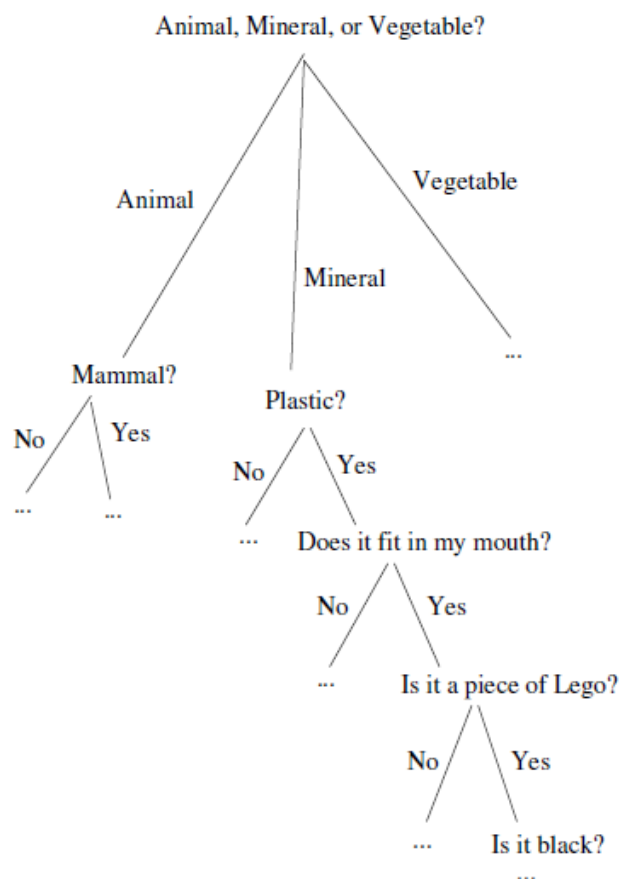 Animal, Mineral, or Vegetable?
Animal
Vegetable
Mineral
...
Mammal?
Plastic?
No
Yes
No
Yes
...
...
...
Does it fit in my mouth?
No
Yes
...
Is it a piece of Lego?
No
Yes
...
Is it black?
...